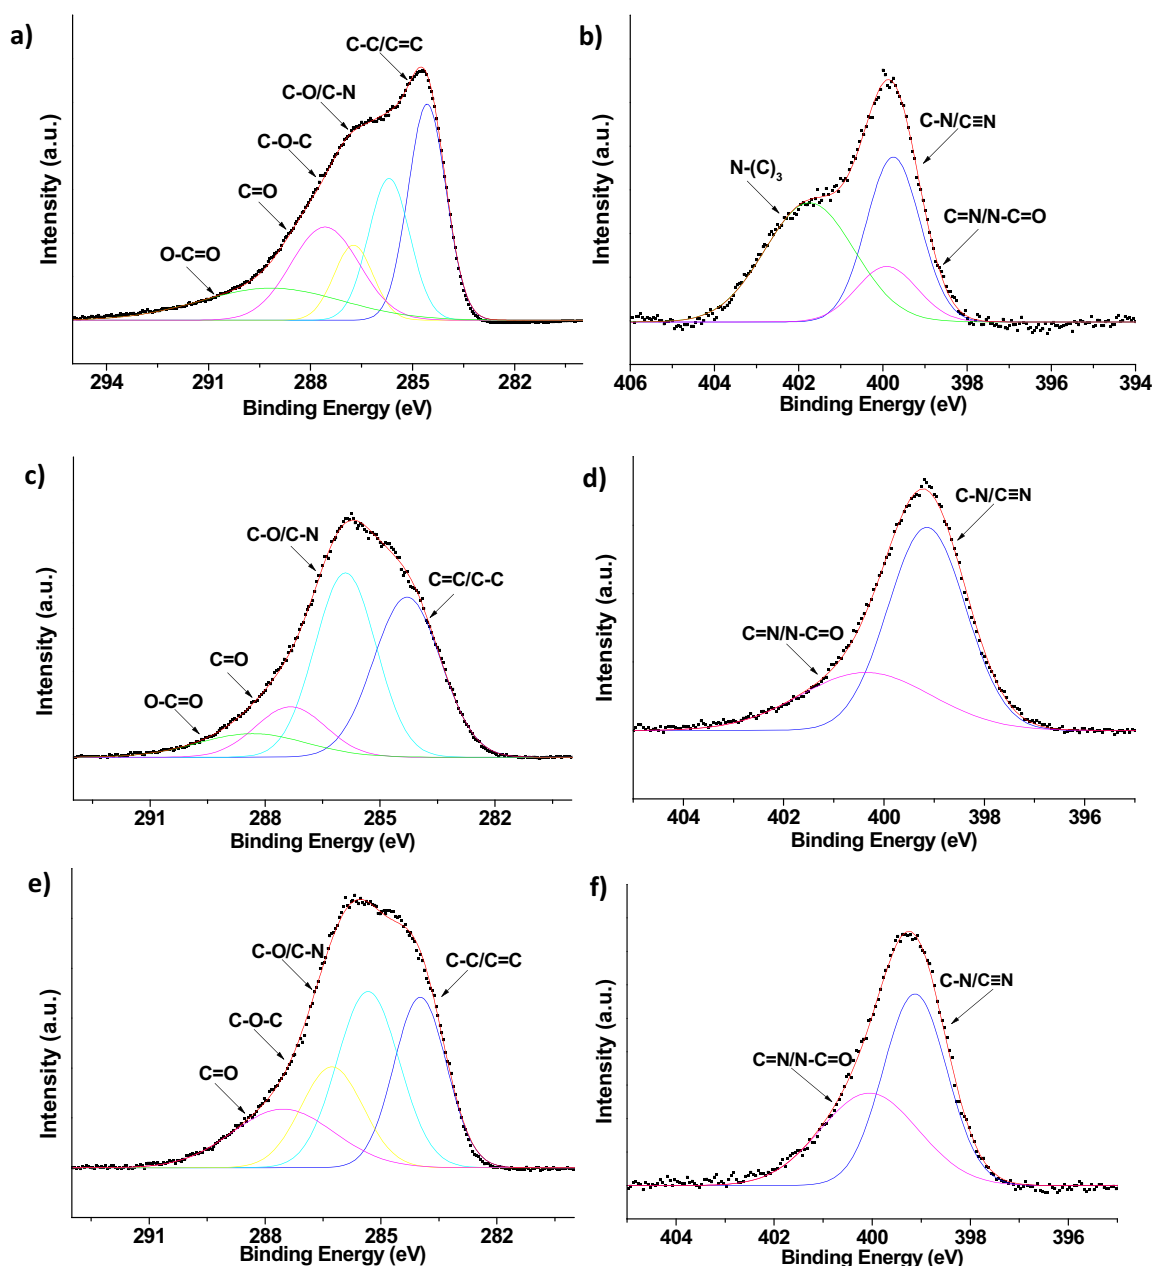 a)
C-C/C=C
C-O/C-N
C-O-C
C=O
O-C=O
Intensity (a.u.)
294 291 288 285 282
Binding Energy (eV)
b)
C-N/C≡N
N-(C)3
C=N/N-C=O
Intensity (a.u.)
406 404 402 400 398 396 394
Binding Energy (eV)
c)
C-O/C-N
C=C/C-C
C=O
O-C=O
Intensity (a.u.)
291 288 285 282
Binding Energy (eV)
d)
C-N/C≡N
C=N/N-C=O
Intensity (a.u.)
404 402 400 398 396
Binding Energy (eV)
e)
C-O/C-N
C-C/C=C
C-O-C
C=O
Intensity (a.u.)
291 288 285 282
Binding Energy (eV)
f)
C-N/C≡N
C=N/N-C=O
Intensity (a.u.)
404 402 400 398 396
Binding Energy (eV)